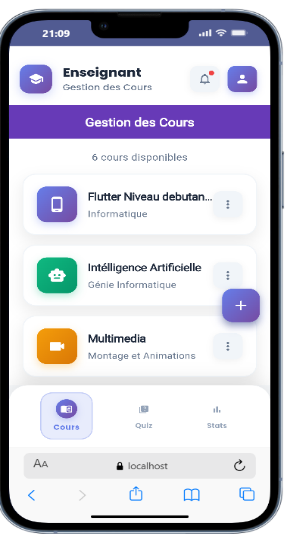 21:09
Enseignant
Gestion des Cours
Gestion des Cours
6 cours disponibles
Flutter Niveau debutan...
Informatique
Intélligence Artificielle
Génie Informatique
+
Multimedia
Montage et Animations
Cours
Quiz
Stats
AA
localhost